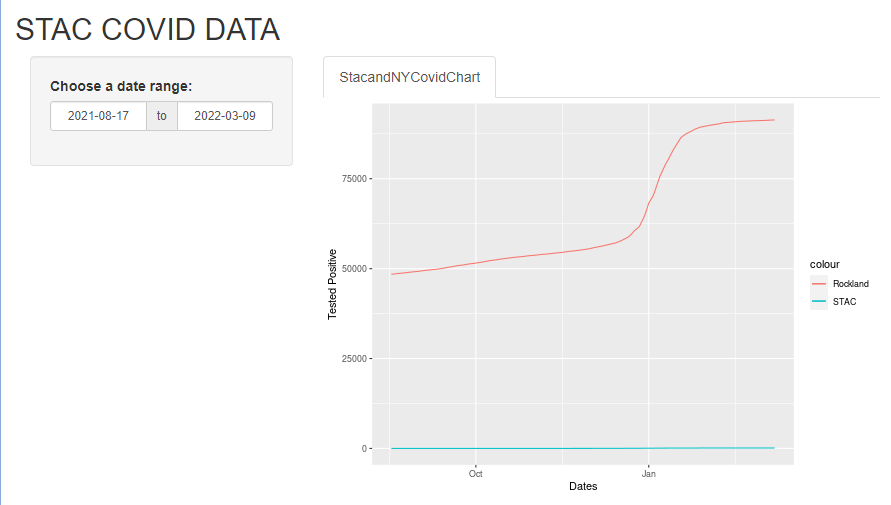 STAC COVID DATA
Choose a date range:
2021-08-17 to 2022-03-09
StacandNYCovidChart
75000
50000
25000
0
Tested Positive
Oct Jan
Dates
colour
Rockland
STAC